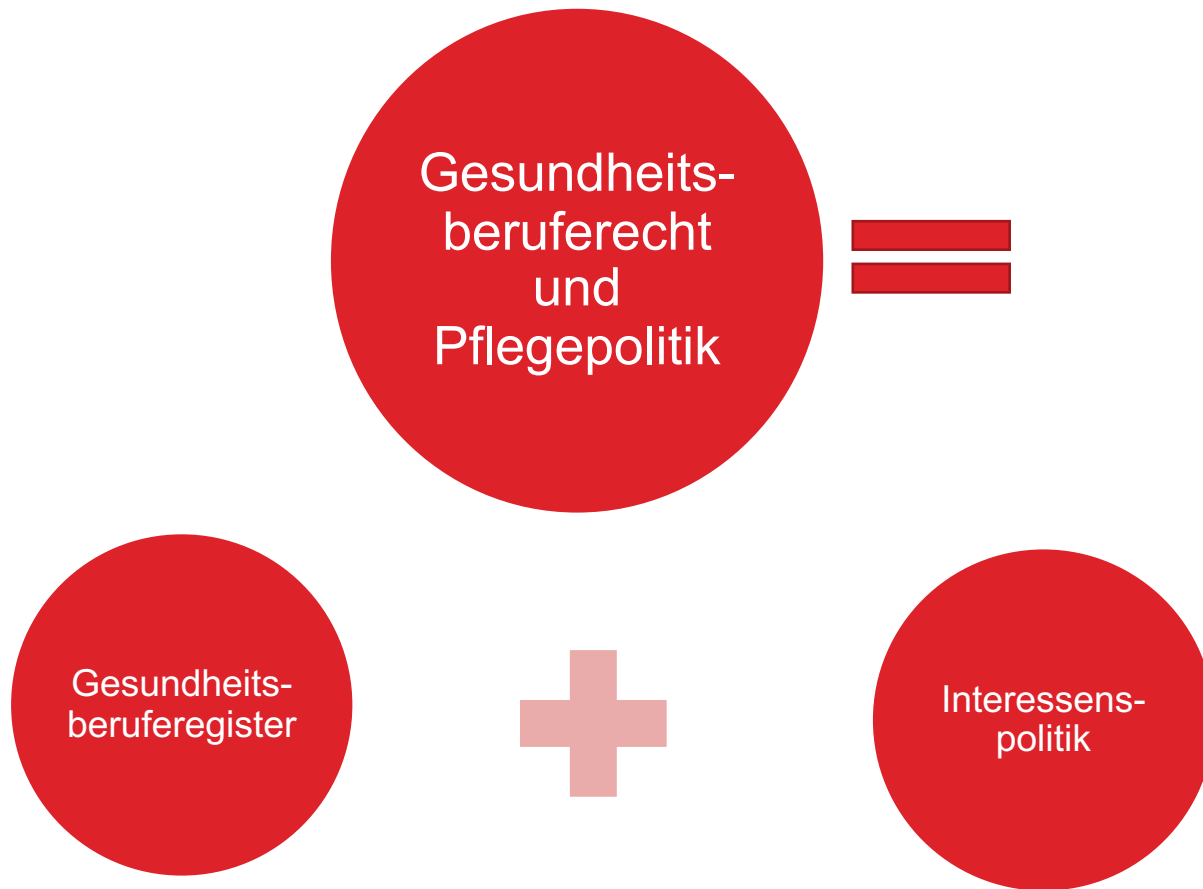 Gesundheits-
beruferecht
und
Pflegepolitik
Gesundheits-
beruferegister
Interessens-
politik